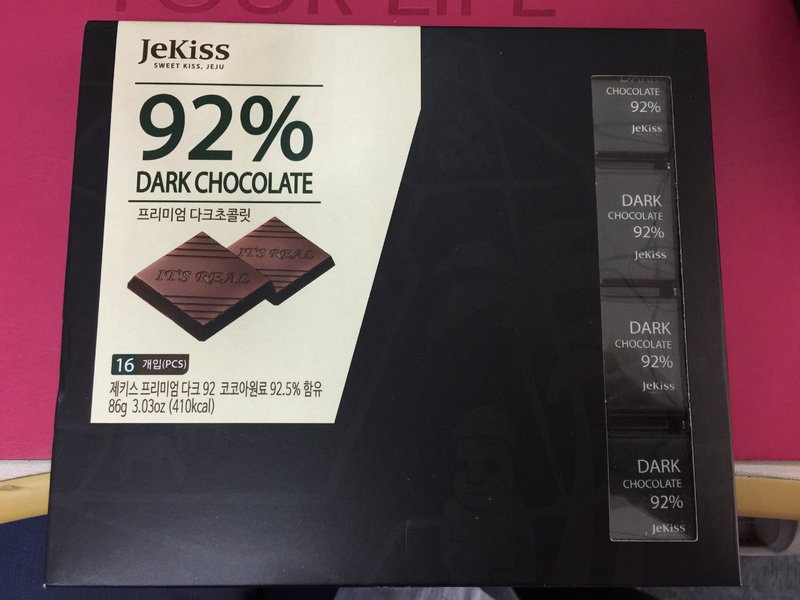 YOUR LIFE
JeKiss
SWEET KISS, JEJU
92%
DARK CHOCOLATE
프리미엄 다크초콜릿
IT'S REAL
IT'S REAL
16 개입(PCS)
제키스 프리미엄 다크 92 코코아원료 92.5% 함유
86g 3.03oz (410kcal)
DARK
CHOCOLATE
92%
JeKiss
DARK
CHOCOLATE
92%
JeKiss
DARK
CHOCOLATE
92%
JeKiss
DARK
CHOCOLATE
92%
JeKiss